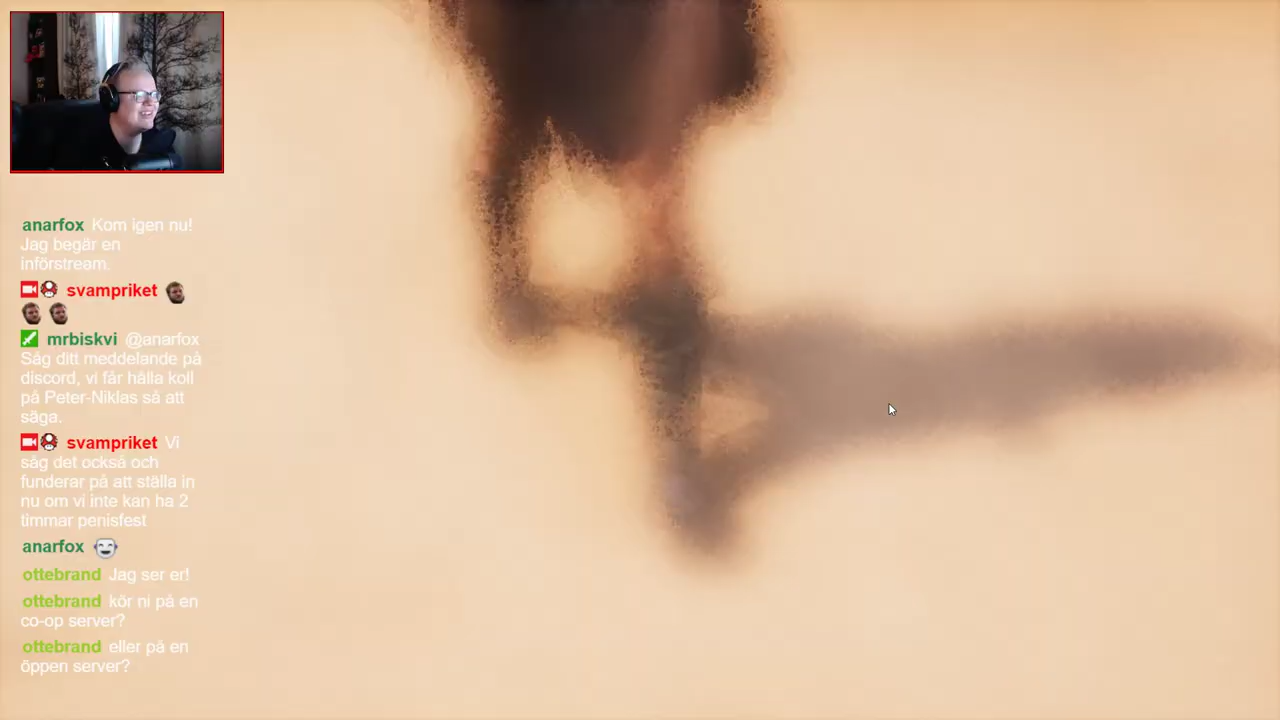 anarfox Kom igen nu!
Jag begär en
införstream.
svampriket
mrbiskvi @anarfox
Såg ditt meddelande på
discord, vi får hålla koll
på Peter-Niklas så att
säga.
svampriket Vi
såg det också och
funderar på att ställa in
nu om vi inte kan ha 2
timmar penisfest
anarfox
ottebrand Jag ser er!
ottebrand kör ni på en
co-op server?
ottebrand eller på en
öppen server?